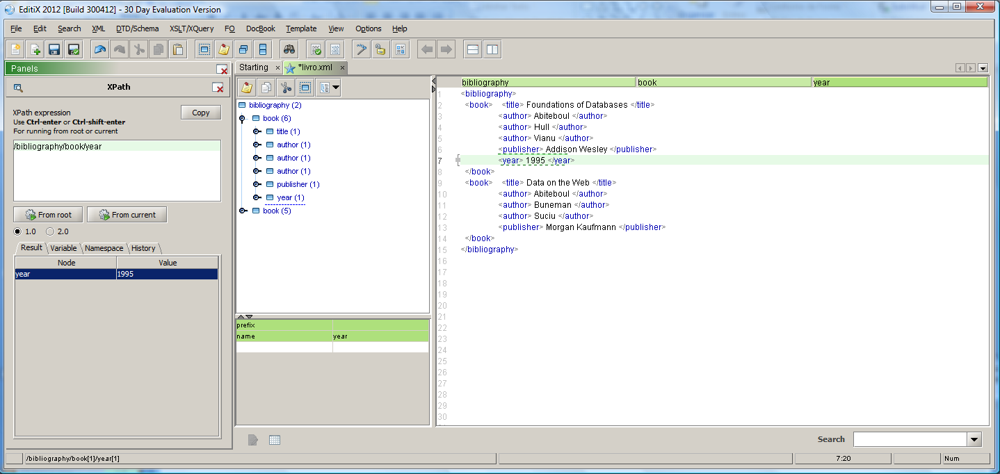 EditiX 2012 [Build 300412] - 30 Day Evaluation Version
File Edit Search XML DTD/Schema XSLT/XQuery FO DocBook Template View Options Help
Panels
XPath
XPath expression
Copy
Use Ctrl-enter or Ctrl-shift-enter
For running from root or current
/bibliography/book/year
From root From current
1.0 2.0
Result Variable Namespace History
Node Value
year 1995
Starting × *livro.xml ×
bibliography (2)
book (6)
title (1)
author (1)
author (1)
author (1)
publisher (1)
year (1)
book (5)
prefix
name year
bibliography book year
1 <bibliography>
2 <book> <title> Foundations of Databases </title>
3 <author> Abiteboul </author>
4 <author> Hull </author>
5 <author> Vianu </author>
6 <publisher> Addison Wesley </publisher>
7 <year> 1995 </year>
8 </book>
9 <book> <title> Data on the Web </title>
10 <author> Abiteboul </author>
11 <author> Buneman </author>
12 <author> Suciu </author>
13 <publisher> Morgan Kaufmann </publisher>
14 </book>
15 </bibliography>
16
17
18
19
20
21
22
23
24
25
26
27
28
29
30
Search
/bibliography/book[1]/year[1] 7:20 Num